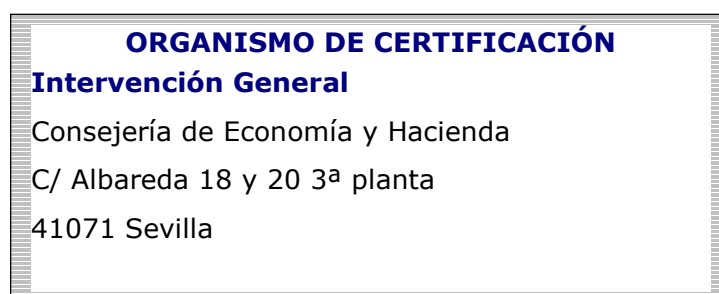 ORGANISMO DE CERTIFICACIÓN
Intervención General
Consejería de Economía y Hacienda
C/ Albareda 18 y 20 3ª planta
41071 Sevilla